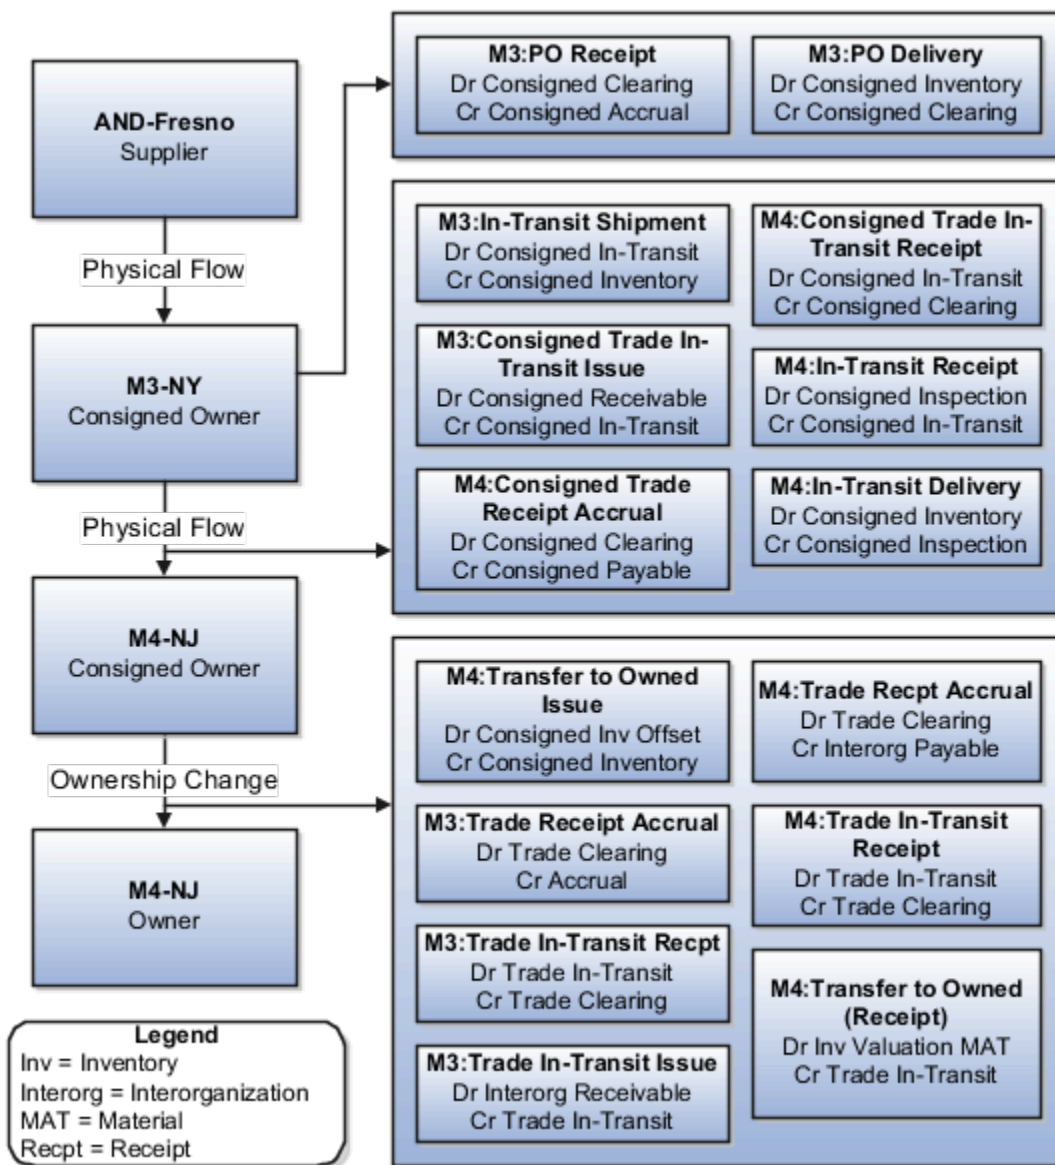 AND-Fresno
Supplier
Physical Flow
M3-NY
Consigned Owner
Physical Flow
M4-NJ
Consigned Owner
Ownership Change
M4-NJ
Owner
Legend
Inv = Inventory
Interorg = Interorganization
MAT = Material
Recpt = Receipt
M3:PO Receipt
Dr Consigned Clearing
Cr Consigned Accrual
M3:PO Delivery
Dr Consigned Inventory
Cr Consigned Clearing
M3:In-Transit Shipment
Dr Consigned In-Transit
Cr Consigned Inventory
M3:Consigned Trade In-
Transit Issue
Dr Consigned Receivable
Cr Consigned In-Transit
M4:Consigned Trade
Receipt Accrual
Dr Consigned Clearing
Cr Consigned Payable
M4:Consigned Trade In-
Transit Receipt
Dr Consigned In-Transit
Cr Consigned Clearing
M4:In-Transit Receipt
Dr Consigned Inspection
Cr Consigned In-Transit
M4:In-Transit Delivery
Dr Consigned Inventory
Cr Consigned Inspection
M4:Transfer to Owned
Issue
Dr Consigned Inv Offset
Cr Consigned Inventory
M3:Trade Receipt Accrual
Dr Trade Clearing
Cr Accrual
M3:Trade In-Transit Recpt
Dr Trade In-Transit
Cr Trade Clearing
M3:Trade In-Transit Issue
Dr Interorg Receivable
Cr Trade In-Transit
M4:Trade Recpt Accrual
Dr Trade Clearing
Cr Interorg Payable
M4:Trade In-Transit
Receipt
Dr Trade In-Transit
Cr Trade Clearing
M4:Transfer to Owned
(Receipt)
Dr Inv Valuation MAT
Cr Trade In-Transit